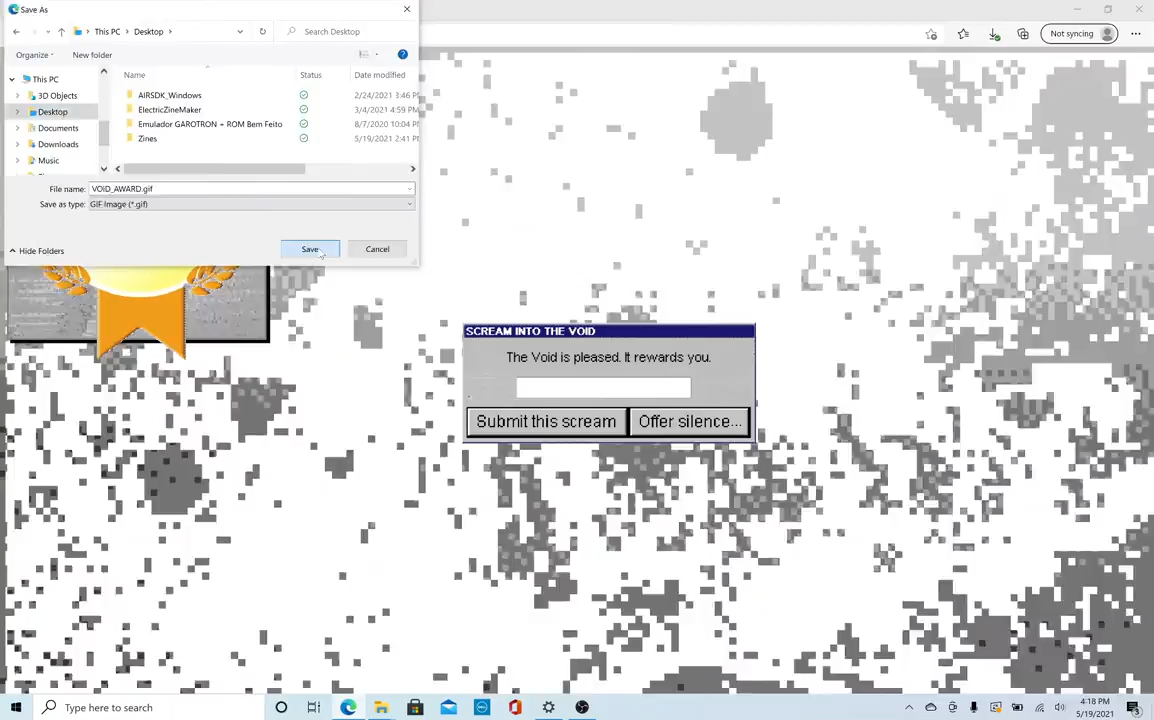 Save As
This PC > Desktop >
Search Desktop
Organize
New folder
This PC
3D Objects
Desktop
Documents
Downloads
Music
Name
Status
Date modified
AIRSDK_Windows
2/24/2021 3:46 P
ElectricZineMaker
3/4/2021 4:59 PM
Emulador GAROTRON + ROM Bem Feito
8/7/2020 10:04 P
Zines
5/19/2021 2:41 P
File name:
VOID_AWARD.gif
Save as type:
GIF Image (*.gif)
Hide Folders
Save
Cancel
Not syncing
SCREAM INTO THE VOID
The Void is pleased. It rewards you.
Submit this scream
Offer silence...
Type here to search
DELL
4:18 PM
5/19/2021
3